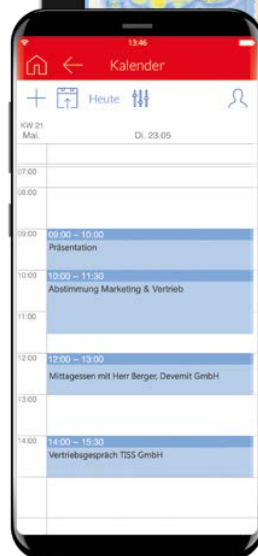 13:46
Kalender
Heute
KW 21
Mai.
Di. 23.05
07:00
08:00
09:00
09:00 – 10:00
Präsentation
10:00
10:00 – 11:30
Abstimmung Marketing & Vertrieb
11:00
12:00
12:00 – 13:00
Mittagessen mit Herr Berger, Devemit GmbH
13:00
14:00
14:00 – 15:30
Vertriebsgespräch TISS GmbH